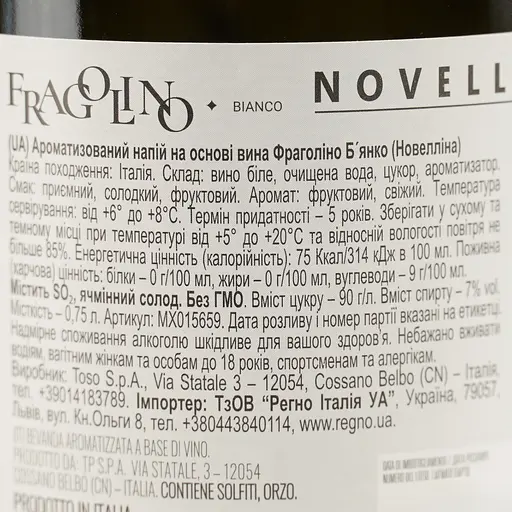 FRAGOLINO BIANCO NOVELL
(UA) Ароматизований напій на основі вина Фраголіно Б´янко (Новелліна)
Країна походження: Італія. Склад: вино біле, очищена вода, цукор, ароматизатор.
Смак: приємний, солодкий, фруктовий. Аромат: фруктовий, свіжий. Температура
сервірування: від +6° до +8°С. Термін придатності – 5 років. Зберігати у сухому та
темному місці при температурі від +5° до +20°С та відносній вологості повітря не
більше 85%. Енергетична цінність (калорійність): 75 Ккал/314 кДж в 100 мл. Поживна
(харчова) цінність: білки – 0 г/100 мл, жири – 0 г/100 мл, вуглеводи – 9 г/100 мл.
Містить SO₂, ячмінний солод. Без ГМО. Вміст цукру – 90 г/л. Вміст спирту – 7% vol.
Місткість – 0,75 л. Артикул: MX015659. Дата розливу і номер партії вказані на етикетці.
Надмірне споживання алкоголю шкідливе для вашого здоров'я. Небажано вживати
водіям, вагітним жінкам та особам до 18 років, спортсменам та алергікам.
Виробник: Toso S.p.A., Via Statale 3 – 12054, Cossano Belbo (CN) – Італія,
тел. +39014183789. Імпортер: ТзОВ “Регно Італія УА”, Україна, 79057,
Львів, вул. Кн.Ольги 8, тел. +380443840114, www.regno.ua.
(IT) BEVANDA AROMATIZZATA A BASE DI VINO.
PRODOTTO DA: TP S.P.A. VIA STATALE, 3 – 12054
COSSANO BELBO (CN) – ITALIA. CONTIENE SOLFITI, ORZO.
PRODOTTO IN ITALIA